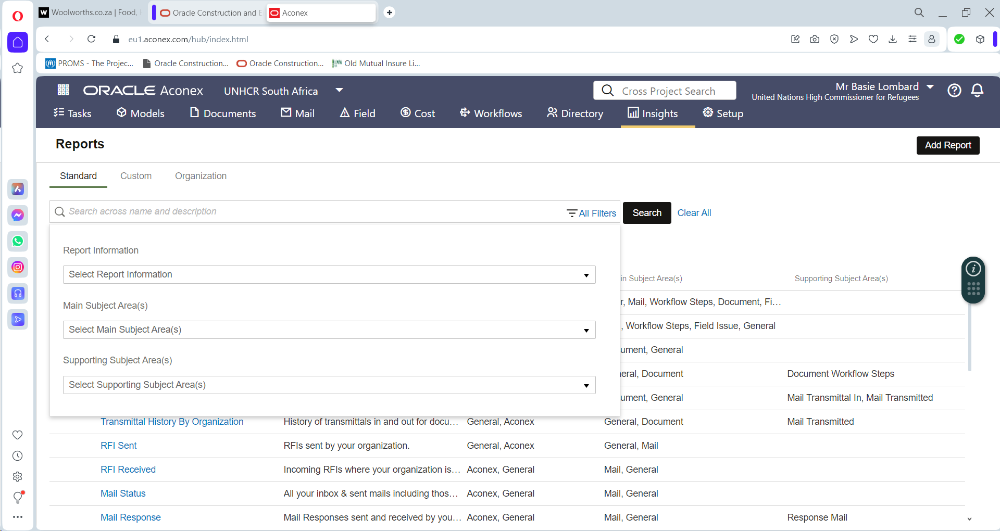 Woolworths.co.za | Food,
Oracle Construction and E
Aconex
eu1.aconex.com/hub/index.html
PROMS - The Projec...
Oracle Construction...
Oracle Construction...
Old Mutual Insure Li...
ORACLE Aconex
UNHCR South Africa
Cross Project Search
Mr Basie Lombard
United Nations High Commissioner for Refugees
Tasks
Models
Documents
Mail
Field
Cost
Workflows
Directory
Insights
Setup
Reports
Add Report
Standard
Custom
Organization
Search across name and description
All Filters
Search
Clear All
Report Information
Select Report Information
Main Subject Area(s)
Select Main Subject Area(s)
Supporting Subject Area(s)
Select Supporting Subject Area(s)
in Subject Area(s)
Supporting Subject Area(s)
r, Mail, Workflow Steps, Document, Fi...
, Workflow Steps, Field Issue, General
ument, General
eral, Document
Document Workflow Steps
ument, General
Mail Transmittal In, Mail Transmitted
Transmittal History By Organization
History of transmittals in and out for docu...
General, Aconex
General, Document
Mail Transmitted
RFI Sent
RFIs sent by your organization.
General, Aconex
General, Mail
RFI Received
Incoming RFIs where your organization is...
Aconex, General
Mail, General
Mail Status
All your inbox & sent mails including thos...
Aconex, General
Mail, General
Mail Response
Mail Responses sent and received by you...
Aconex, General
Mail, General
Response Mail